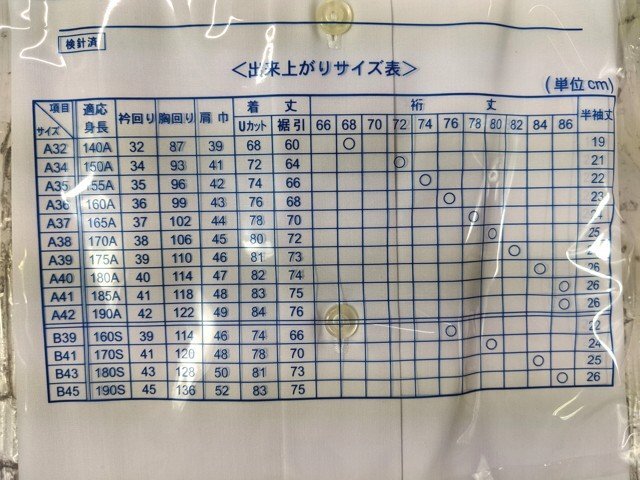 検針済
＜出来上がりサイズ表＞
(単位cm)
項目 サイズ 適応身長 衿回り 胸回り 肩巾 着丈 Uカット 裾引 裄丈 66 68 70 72 74 76 78 80 82 84 86 半袖丈
A32 140A 32 87 39 68 60 ○ 19
A34 150A 34 93 41 72 64 ○ 21
A35 155A 35 96 42 74 66 ○ 22
A36 160A 36 99 43 76 68 ○ 23
A37 165A 37 102 44 78 70 ○ 24
A38 170A 38 106 45 80 72 ○ 25
A39 175A 39 110 46 81 73 ○
A40 180A 40 114 47 82 74 ○ 26
A41 185A 41 118 48 83 75 ○ 26
A42 190A 42 122 49 84 76 ○ 26
B39 160S 39 114 46 74 66 ○ 22
B41 170S 41 120 48 78 70 ○ 24
B43 180S 43 128 50 81 73 ○ 25
B45 190S 45 136 52 83 75 ○ 26